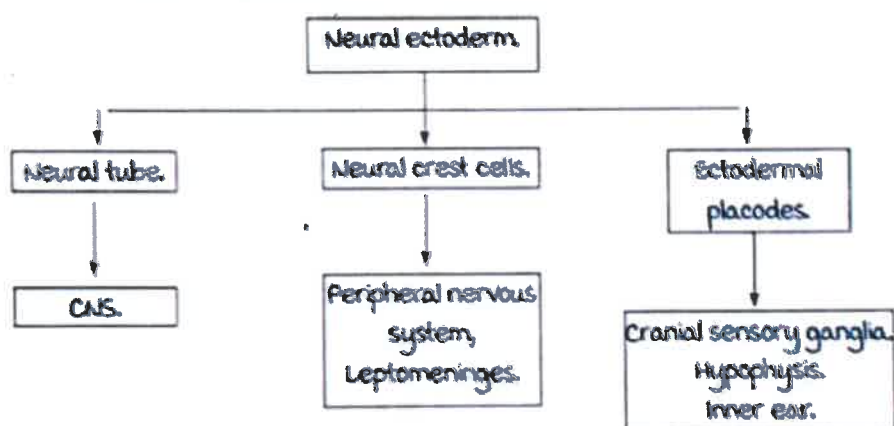 Neural ectoderm.
Neural tube.
Neural crest cells.
Ectodermal
placodes.
CNS.
Peripheral nervous
system,
Leptomeninges.
Cranial sensory ganglia.
Hypophysis.
Inner ear.